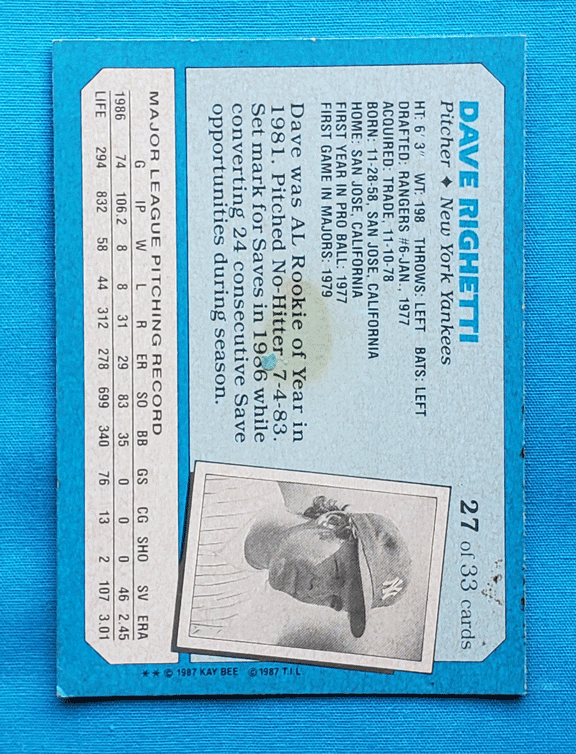 DAVE RIGHETTI
27 of 33 cards
Pitcher ♦ New York Yankees
HT: 6' 3" WT: 198 THROWS: LEFT BATS: LEFT
DRAFTED: RANGERS #6-JAN., 1977
ACQUIRED: TRADE, 11-10-78
BORN: 11-28-58, SAN JOSE, CALIFORNIA
HOME: SAN JOSE, CALIFORNIA
FIRST YEAR IN PRO BALL: 1977
FIRST GAME IN MAJORS: 1979
Dave was AL Rookie of Year in
1981. Pitched No-Hitter 7-4-83.
Set mark for Saves in 1986 while
converting 24 consecutive Save
opportunities during season.
NY
MAJOR LEAGUE PITCHING RECORD
G IP W L R ER SO BB GS CG SHO SV ERA
1986 74 106.2 8 8 31 29 83 35 0 0 0 46 2.45
LIFE 294 832 58 44 312 278 699 340 76 13 2 107 3.01
★★ © 1987 KAY BEE © 1987 T.I.L.